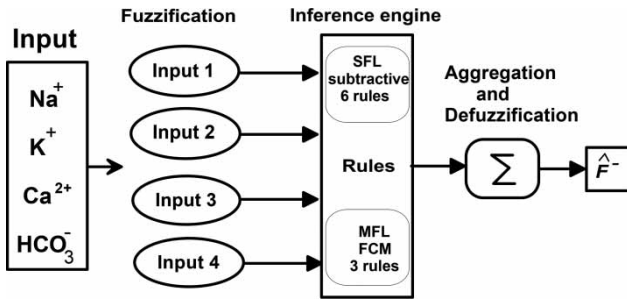 Input
Na⁺
K⁺
Ca²⁺
HCO₃⁻
Fuzzification
Input 1
Input 2
Input 3
Input 4
Inference engine
SFL
subtractive
6 rules
Rules
MFL
FCM
3 rules
Aggregation
and
Defuzzification
Σ
F̂⁻